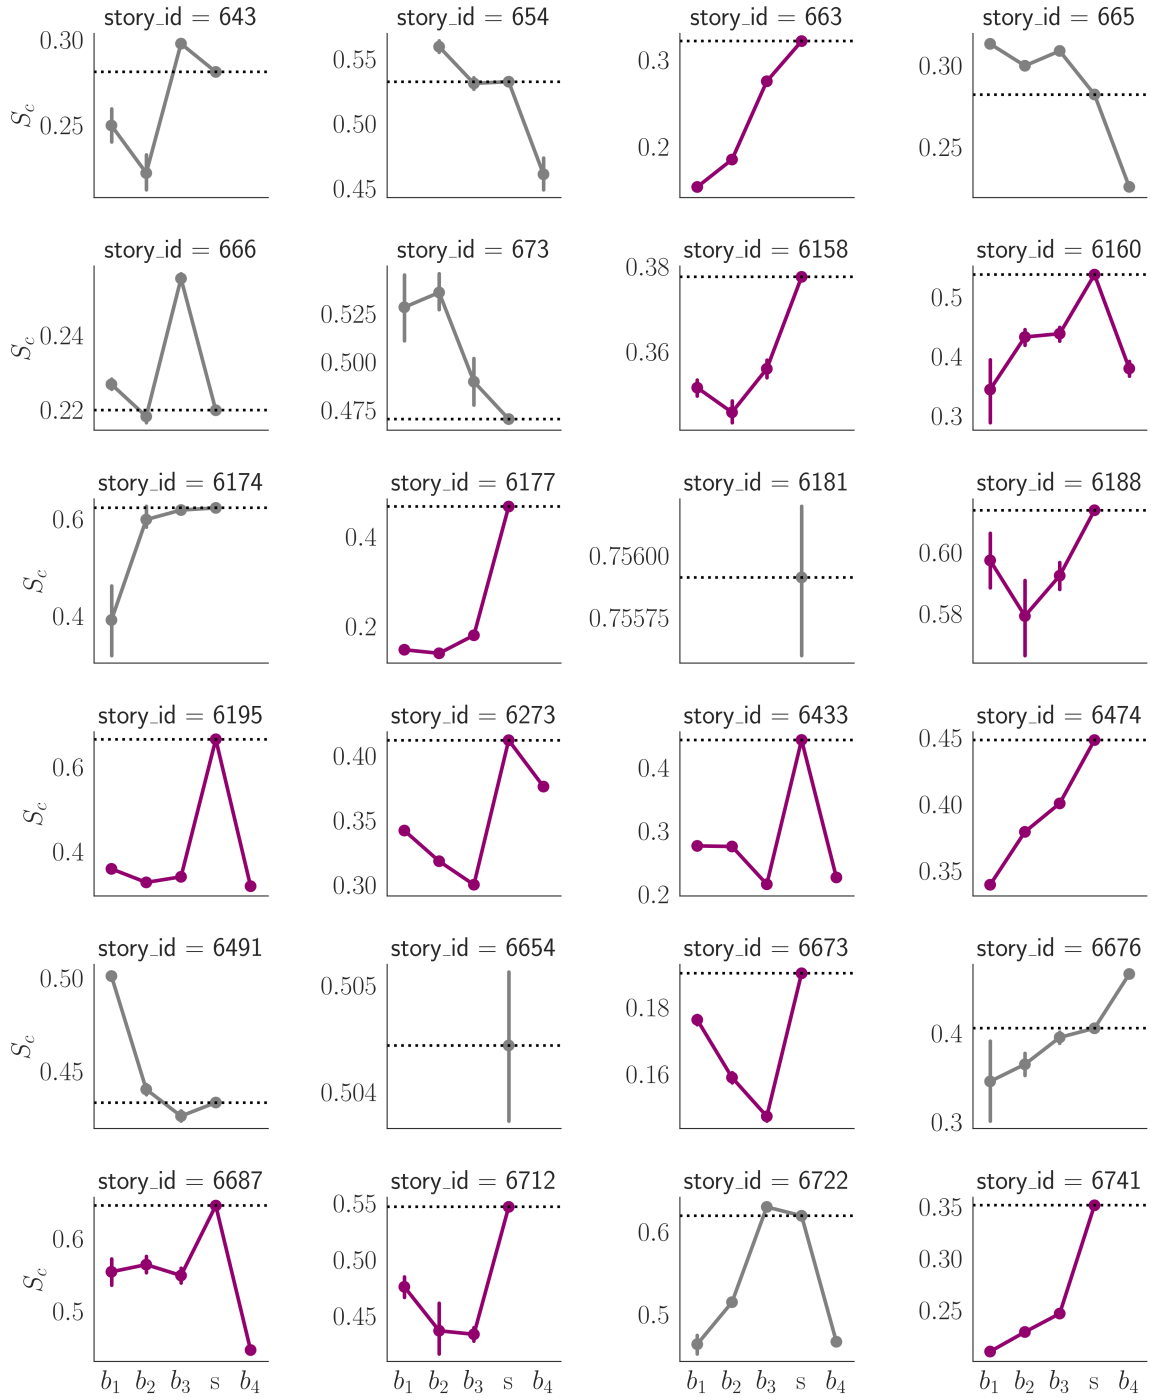 story_id = 643
story_id = 654
story_id = 663
story_id = 665
0.30
0.25
S_c
0.55
0.50
0.45
0.3
0.2
0.30
0.25
story_id = 666
story_id = 673
story_id = 6158
story_id = 6160
0.24
0.22
S_c
0.525
0.500
0.475
0.38
0.36
0.5
0.4
0.3
story_id = 6174
story_id = 6177
story_id = 6181
story_id = 6188
0.6
0.4
S_c
0.4
0.2
0.75600
0.75575
0.60
0.58
story_id = 6195
story_id = 6273
story_id = 6433
story_id = 6474
0.6
0.4
S_c
0.40
0.35
0.30
0.4
0.3
0.2
0.45
0.40
0.35
story_id = 6491
story_id = 6654
story_id = 6673
story_id = 6676
0.50
0.45
S_c
0.505
0.504
0.18
0.16
0.4
0.3
story_id = 6687
story_id = 6712
story_id = 6722
story_id = 6741
0.6
0.5
S_c
0.55
0.50
0.45
0.6
0.5
0.35
0.30
0.25
b_1 b_2 b_3 s b_4
b_1 b_2 b_3 s b_4
b_1 b_2 b_3 s b_4
b_1 b_2 b_3 s b_4